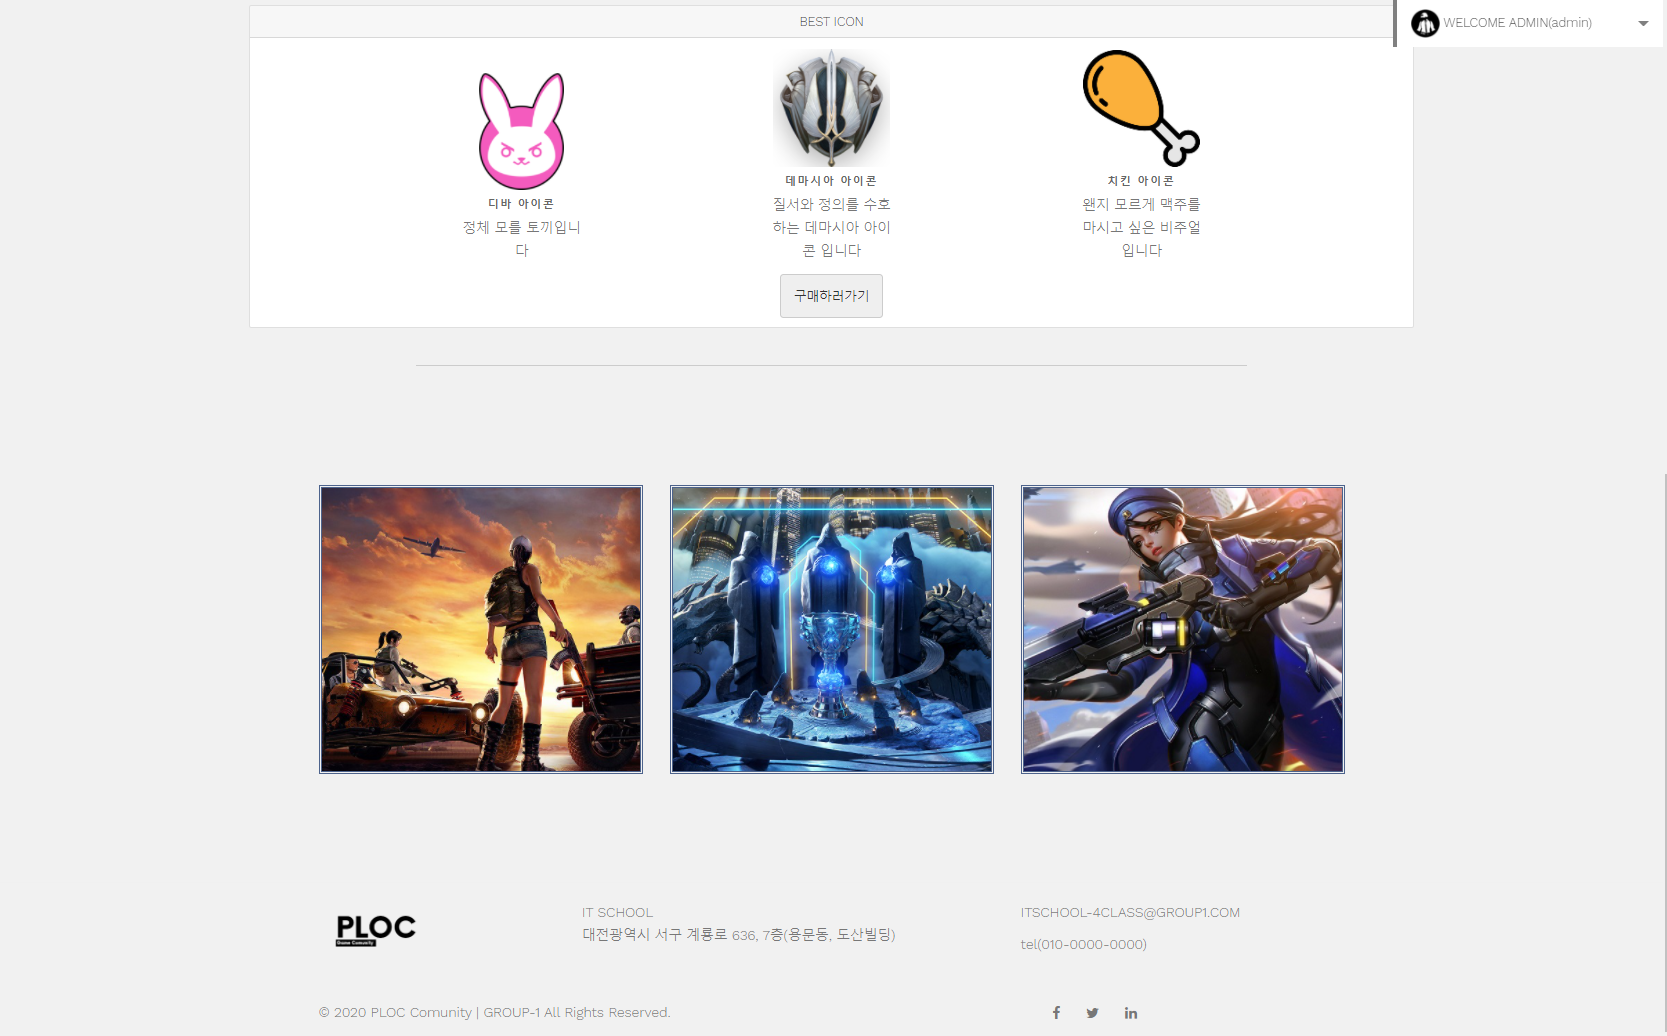 BEST ICON
WELCOME ADMIN(admin)
디바 아이콘
정체 모를 토끼입니
다
데마시아 아이콘
질서와 정의를 수호
하는 데마시아 아이
콘 입니다
치킨 아이콘
왠지 모르게 맥주를
마시고 싶은 비주얼
입니다
구매하러가기
PLOC
Game Comunity
IT SCHOOL
대전광역시 서구 계룡로 636, 7층(용문동, 도산빌딩)
ITSCHOOL-4CLASS@GROUP1.COM
tel(010-0000-0000)
© 2020 PLOC Comunity | GROUP-1 All Rights Reserved.